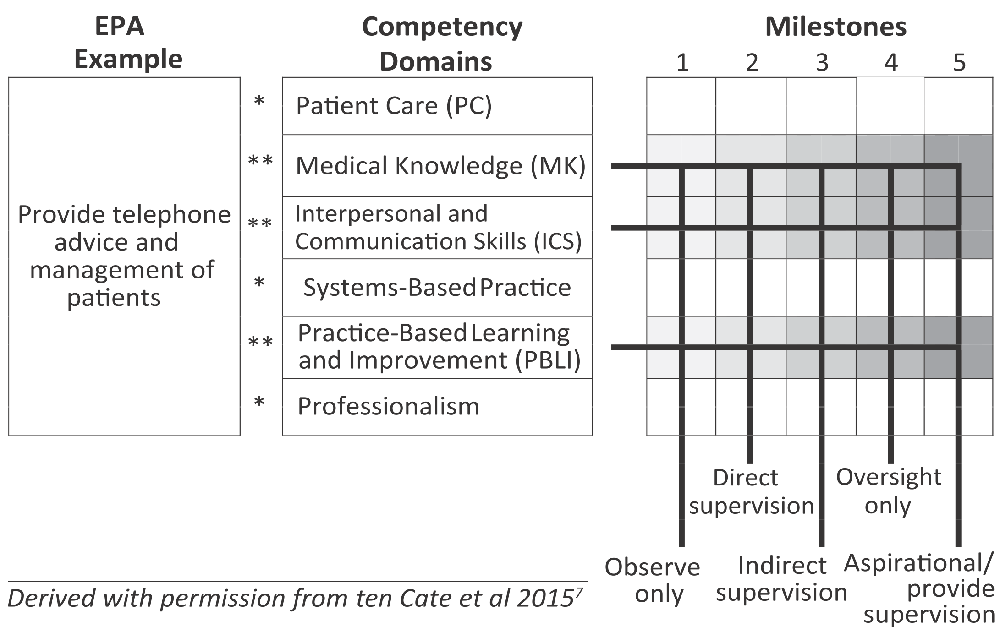 EPA
Example
Competency
Domains
Milestones
1 2 3 4 5
Provide telephone
advice and
management of
patients
* Patient Care (PC)
** Medical Knowledge (MK)
** Interpersonal and
Communication Skills (ICS)
* Systems-Based Practice
** Practice-Based Learning
and Improvement (PBLI)
* Professionalism
Direct
supervision
Oversight
only
Observe
only
Indirect
supervision
Aspirational/
provide
supervision
Derived with permission from ten Cate et al 2015⁷